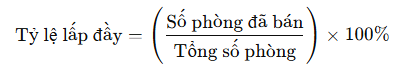 Tỷ lệ lấp đầy = (Số phòng đã bán / Tổng số phòng) × 100%